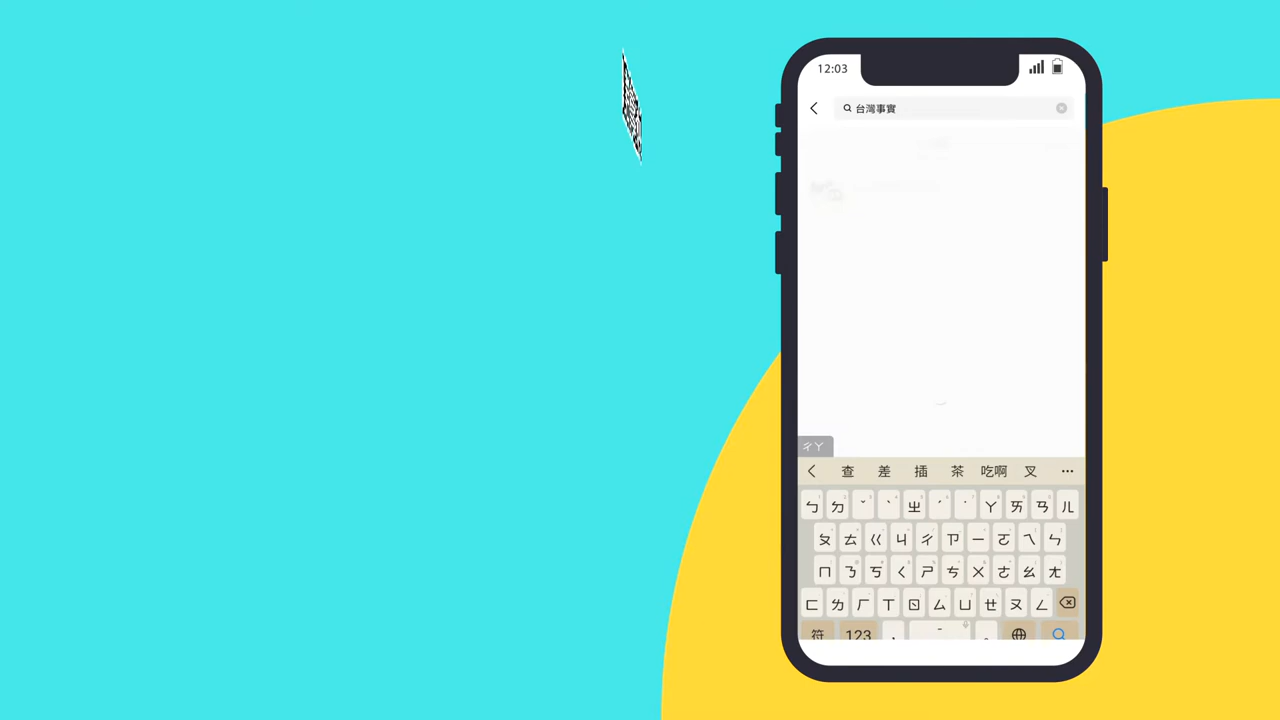 12:03
台灣事實
ㄔㄚ
查 差 插 茶 吃啊 叉 …
ㄅ ㄉ ˇ ˋ ㄓ ˊ ˙ ㄚ ㄞ ㄢ ㄦ
ㄆ ㄊ ㄍ ㄐ ㄔ ㄗ ㄧ ㄛ ㄟ ㄣ
ㄇ ㄋ ㄎ ㄑ ㄕ ㄘ ㄨ ㄜ ㄠ ㄤ
ㄈ ㄌ ㄏ ㄒ ㄖ ㄙ ㄩ ㄝ ㄡ ㄥ
符 123 , 。